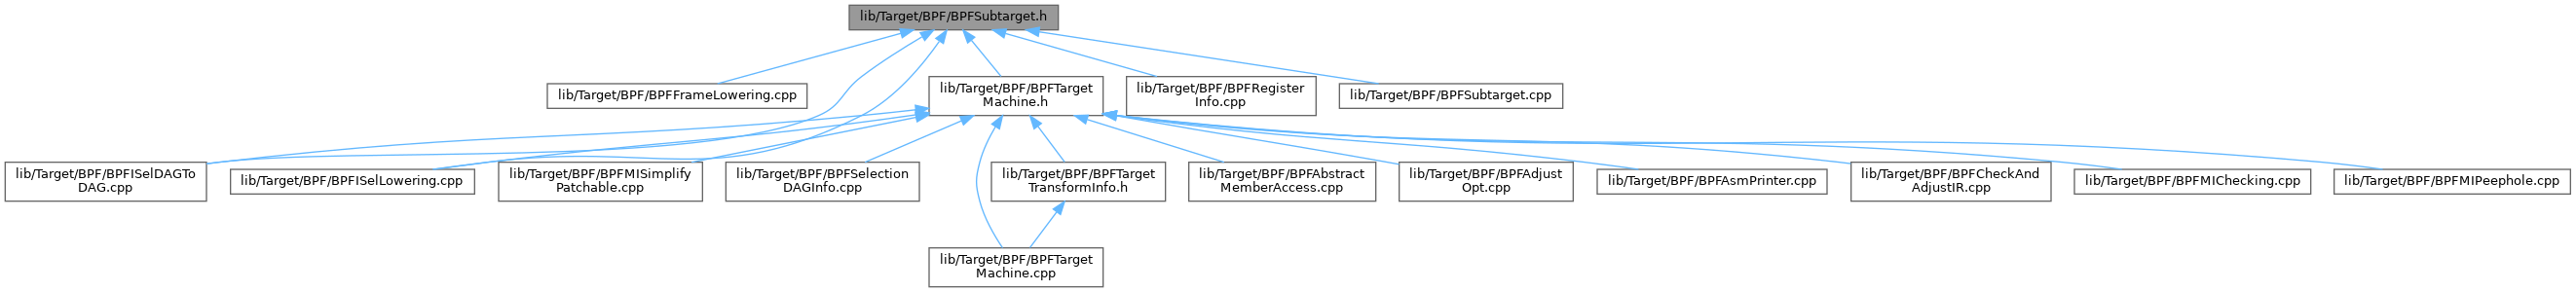 lib/Target/BPF/BPFSubtarget.h
lib/Target/BPF/BPFFrameLowering.cpp
lib/Target/BPF/BPFTarget
Machine.h
lib/Target/BPF/BPFRegister
Info.cpp
lib/Target/BPF/BPFSubtarget.cpp
lib/Target/BPF/BPFISelDAGTo
DAG.cpp
lib/Target/BPF/BPFISelLowering.cpp
lib/Target/BPF/BPFMISimplify
Patchable.cpp
lib/Target/BPF/BPFSelection
DAGInfo.cpp
lib/Target/BPF/BPFTarget
TransformInfo.h
lib/Target/BPF/BPFAbstract
MemberAccess.cpp
lib/Target/BPF/BPFAdjust
Opt.cpp
lib/Target/BPF/BPFAsmPrinter.cpp
lib/Target/BPF/BPFCheckAnd
AdjustIR.cpp
lib/Target/BPF/BPFMIChecking.cpp
lib/Target/BPF/BPFMIPeephole.cpp
lib/Target/BPF/BPFTarget
Machine.cpp